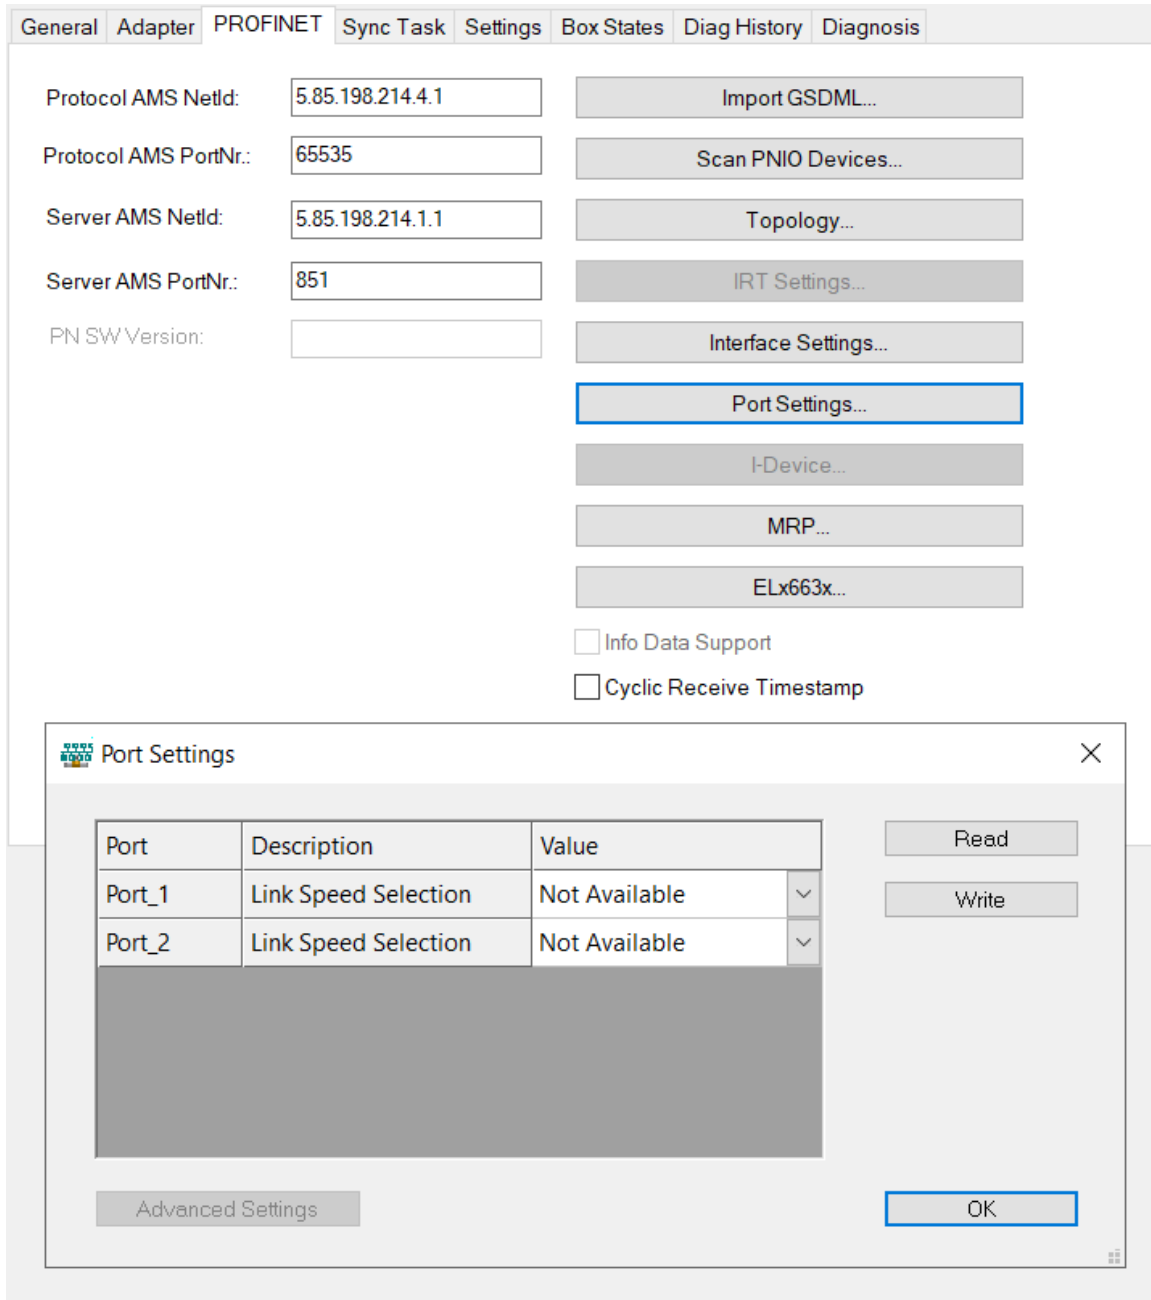 General Adapter PROFINET Sync Task Settings Box States Diag History Diagnosis
Protocol AMS NetId: 5.85.198.214.4.1 Import GSDML...
Protocol AMS PortNr.: 65535 Scan PNIO Devices...
Server AMS NetId: 5.85.198.214.1.1 Topology...
Server AMS PortNr.: 851 IRT Settings...
PN SW Version: Interface Settings...
Port Settings...
I-Device...
MRP...
ELx663x...
Info Data Support
Cyclic Receive Timestamp
Port Settings
Port Description Value Read
Port_1 Link Speed Selection Not Available Write
Port_2 Link Speed Selection Not Available
Advanced Settings OK